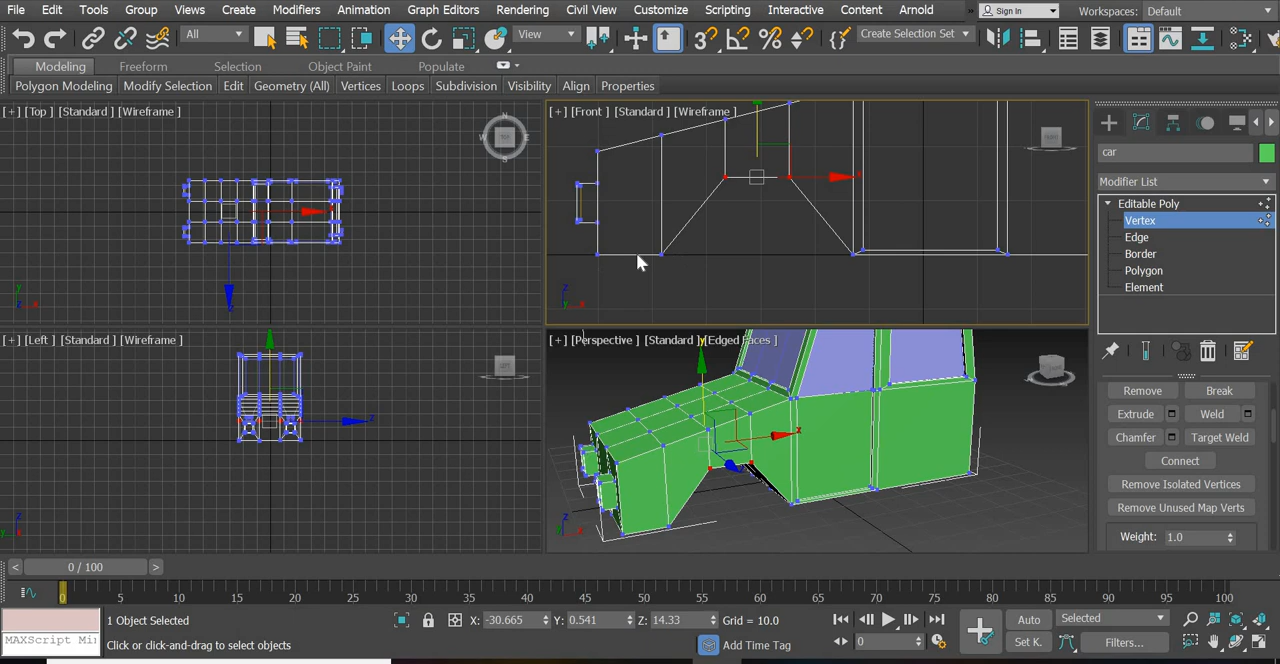 File Edit Tools Group Views Create Modifiers Animation Graph Editors Rendering Civil View Customize Scripting Interactive Content Arnold » Sign In Workspaces: Default
All View Create Selection Set
Modeling Freeform Selection Object Paint Populate
Polygon Modeling Modify Selection Edit Geometry (All) Vertices Loops Subdivision Visibility Align Properties
[+] [Top] [Standard] [Wireframe]
[+] [Front] [Standard] [Wireframe]
car
Modifier List
Editable Poly
Vertex
Edge
Border
Polygon
Element
[+] [Left] [Standard] [Wireframe]
[+] [Perspective] [Standard] [Edged Faces]
Remove Break
Extrude Weld
Chamfer Target Weld
Connect
Remove Isolated Vertices
Remove Unused Map Verts
Weight: 1.0
< 0 / 100 >
0 5 10 15 20 25 30 35 40 45 50 55 60 65 70 75 80 85 90 95 100
1 Object Selected X: -30.665 Y: 0.541 Z: 14.33 Grid = 10.0 Auto Selected
MAXScript Mi Click or click-and-drag to select objects Add Time Tag 0 Set K. Filters...